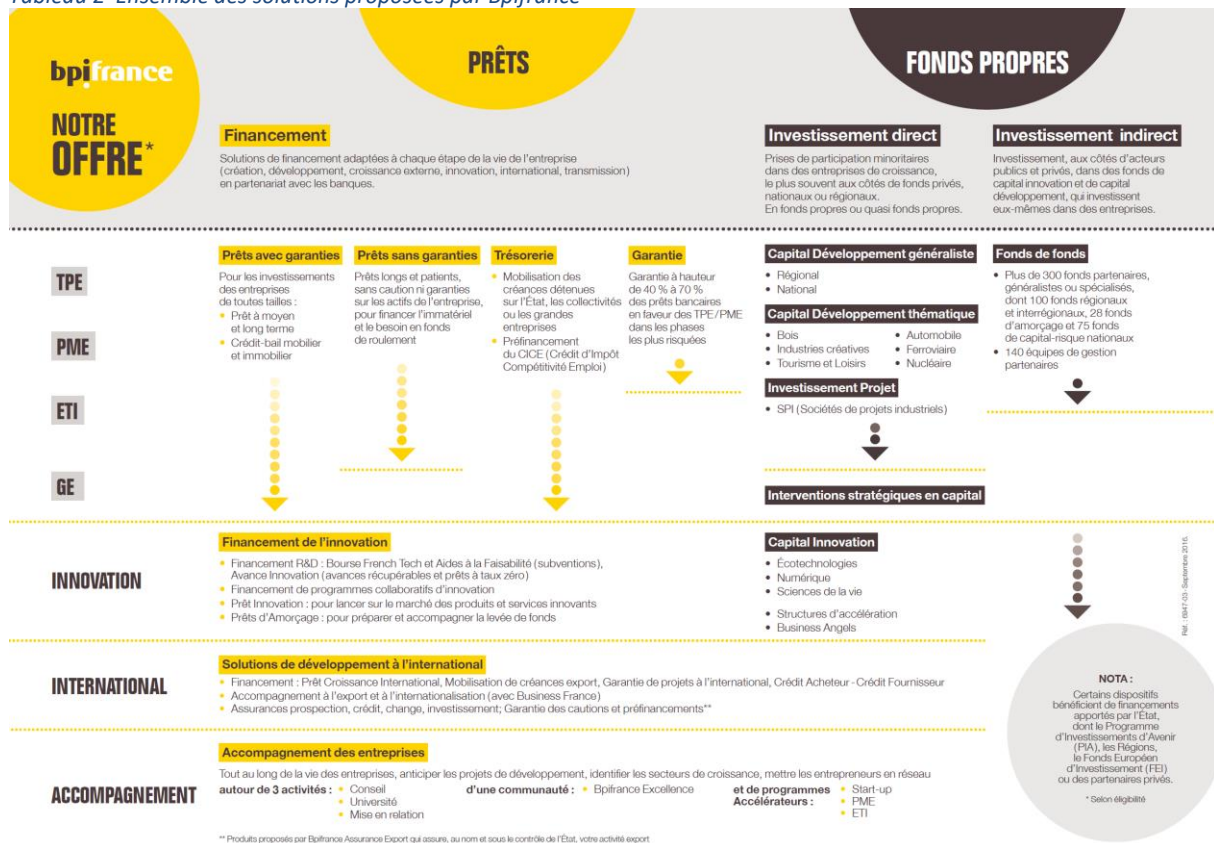 Tableau 2 Ensemble des solutions proposées par Bpifrance
bpifrance
NOTRE
OFFRE*
PRÊTS
FONDS PROPRES
Financement
Solutions de financement adaptées à chaque étape de la vie de l'entreprise
(création, développement, croissance externe, innovation, international, transmission)
en partenariat avec les banques.
Investissement direct
Prises de participation minoritaires
dans des entreprises de croissance,
le plus souvent aux côtés de fonds privés,
nationaux ou régionaux.
En fonds propres ou quasi fonds propres.
Investissement indirect
Investissement, aux côtés d'acteurs
publics et privés, dans des fonds de
capital innovation et de capital
développement, qui investissent
eux-mêmes dans des entreprises.
TPE
PME
ETI
GE
Prêts avec garanties
Pour les investissements
des entreprises
de toutes tailles :
• Prêt à moyen
et long terme
• Crédit-bail mobilier
et immobilier
Prêts sans garanties
Prêts longs et patients,
sans caution ni garanties
sur les actifs de l'entreprise,
pour financer l'immatériel
et le besoin en fonds
de roulement
Trésorerie
• Mobilisation des
créances détenues
sur l'État, les collectivités
ou les grandes
entreprises
• Préfinancement
du CICE (Crédit d'Impôt
Compétitivité Emploi)
Garantie
Garantie à hauteur
de 40 % à 70 %
des prêts bancaires
en faveur des TPE/PME
dans les phases
les plus risquées
Capital Développement généraliste
• Régional
• National
Capital Développement thématique
• Bois
• Industries créatives
• Tourisme et Loisirs
• Automobile
• Ferroviaire
• Nucléaire
Investissement Projet
• SPI (Sociétés de projets industriels)
Interventions stratégiques en capital
Fonds de fonds
• Plus de 300 fonds partenaires,
généralistes ou spécialisés,
dont 100 fonds régionaux
et interrégionaux, 28 fonds
d'amorçage et 75 fonds
de capital-risque nationaux
• 140 équipes de gestion
partenaires
INNOVATION
Financement de l'innovation
• Financement R&D : Bourse French Tech et Aides à la Faisabilité (subventions),
Avance Innovation (avances récupérables et prêts à taux zéro)
• Financement de programmes collaboratifs d'innovation
• Prêt Innovation : pour lancer sur le marché des produits et services innovants
• Prêts d'Amorçage : pour préparer et accompagner la levée de fonds
Capital Innovation
• Écotechnologies
• Numérique
• Sciences de la vie
• Structures d'accélération
• Business Angels
Réf. : 6947-03 - Septembre 2016.
INTERNATIONAL
Solutions de développement à l'international
• Financement : Prêt Croissance International, Mobilisation de créances export, Garantie de projets à l'international, Crédit Acheteur - Crédit Fournisseur
• Accompagnement à l'export et à l'internationalisation (avec Business France)
• Assurances prospection, crédit, change, investissement; Garantie des cautions et préfinancements**
ACCOMPAGNEMENT
Accompagnement des entreprises
Tout au long de la vie des entreprises, anticiper les projets de développement, identifier les secteurs de croissance, mettre les entrepreneurs en réseau
autour de 3 activités :
• Conseil
• Université
• Mise en relation
d'une communauté : • Bpifrance Excellence
et de programmes
Accélérateurs :
• Start-up
• PME
• ETI
NOTA :
Certains dispositifs
bénéficient de financements
apportés par l'État,
dont le Programme
d'Investissements d'Avenir
(PIA), les Régions,
le Fonds Européen
d'Investissement (FEI)
ou des partenaires privés.
* Selon éligibilité
** Produits proposés par Bpifrance Assurance Export qui assure, au nom et sous le contrôle de l'État, votre activité export